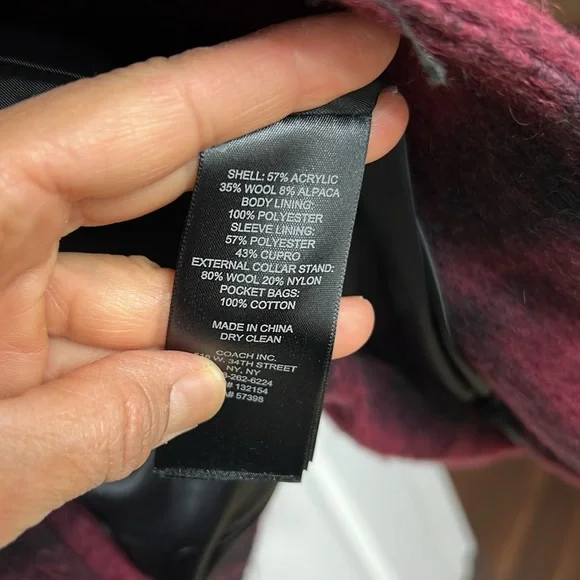 SHELL: 57% ACRYLIC
35% WOOL 8% ALPACA
BODY LINING:
100% POLYESTER
SLEEVE LINING:
57% POLYESTER
43% CUPRO
EXTERNAL COLLAR STAND:
80% WOOL 20% NYLON
POCKET BAGS:
100% COTTON
MADE IN CHINA
DRY CLEAN
COACH INC.
W. 34TH STREET
NY. NY.
-262-6224
# 132154
# 57398